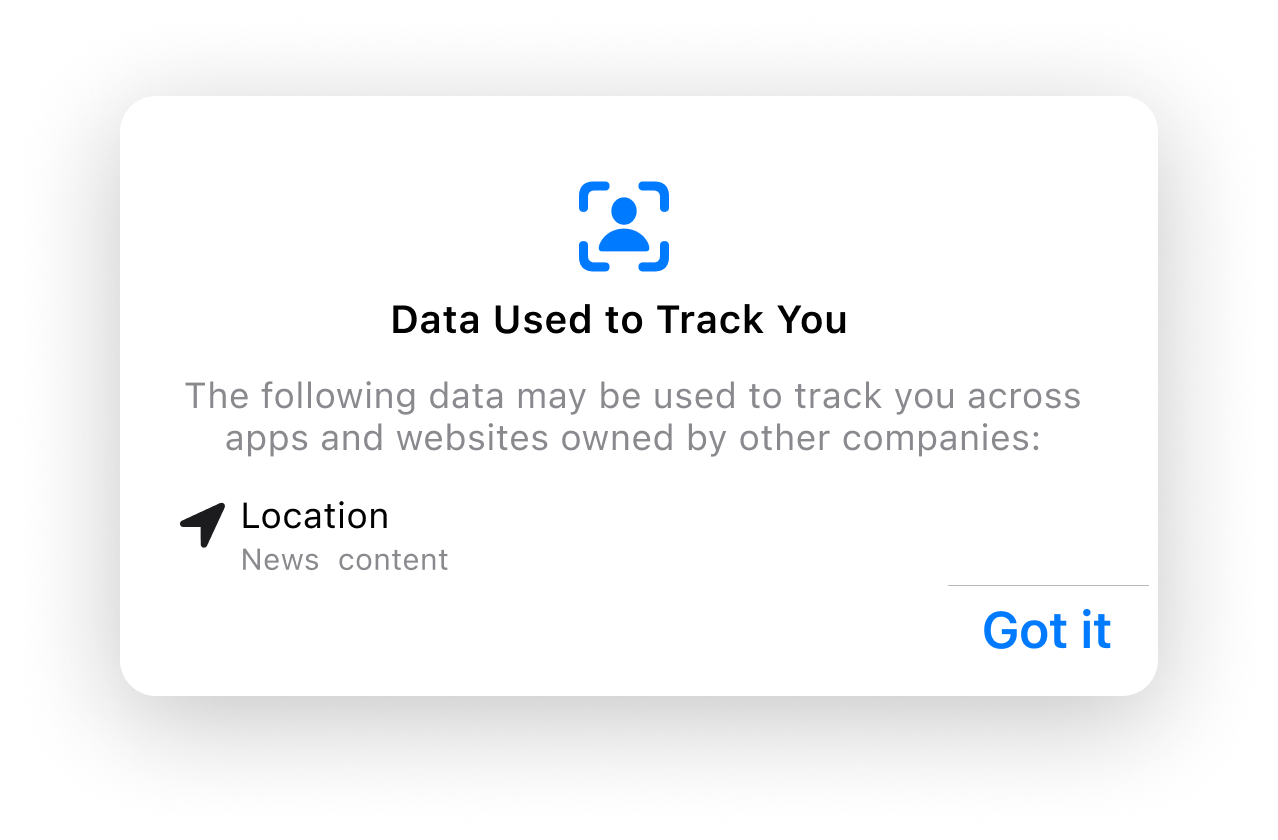 Data Used to Track You
The following data may be used to track you across
apps and websites owned by other companies:
Location
News content
Got it